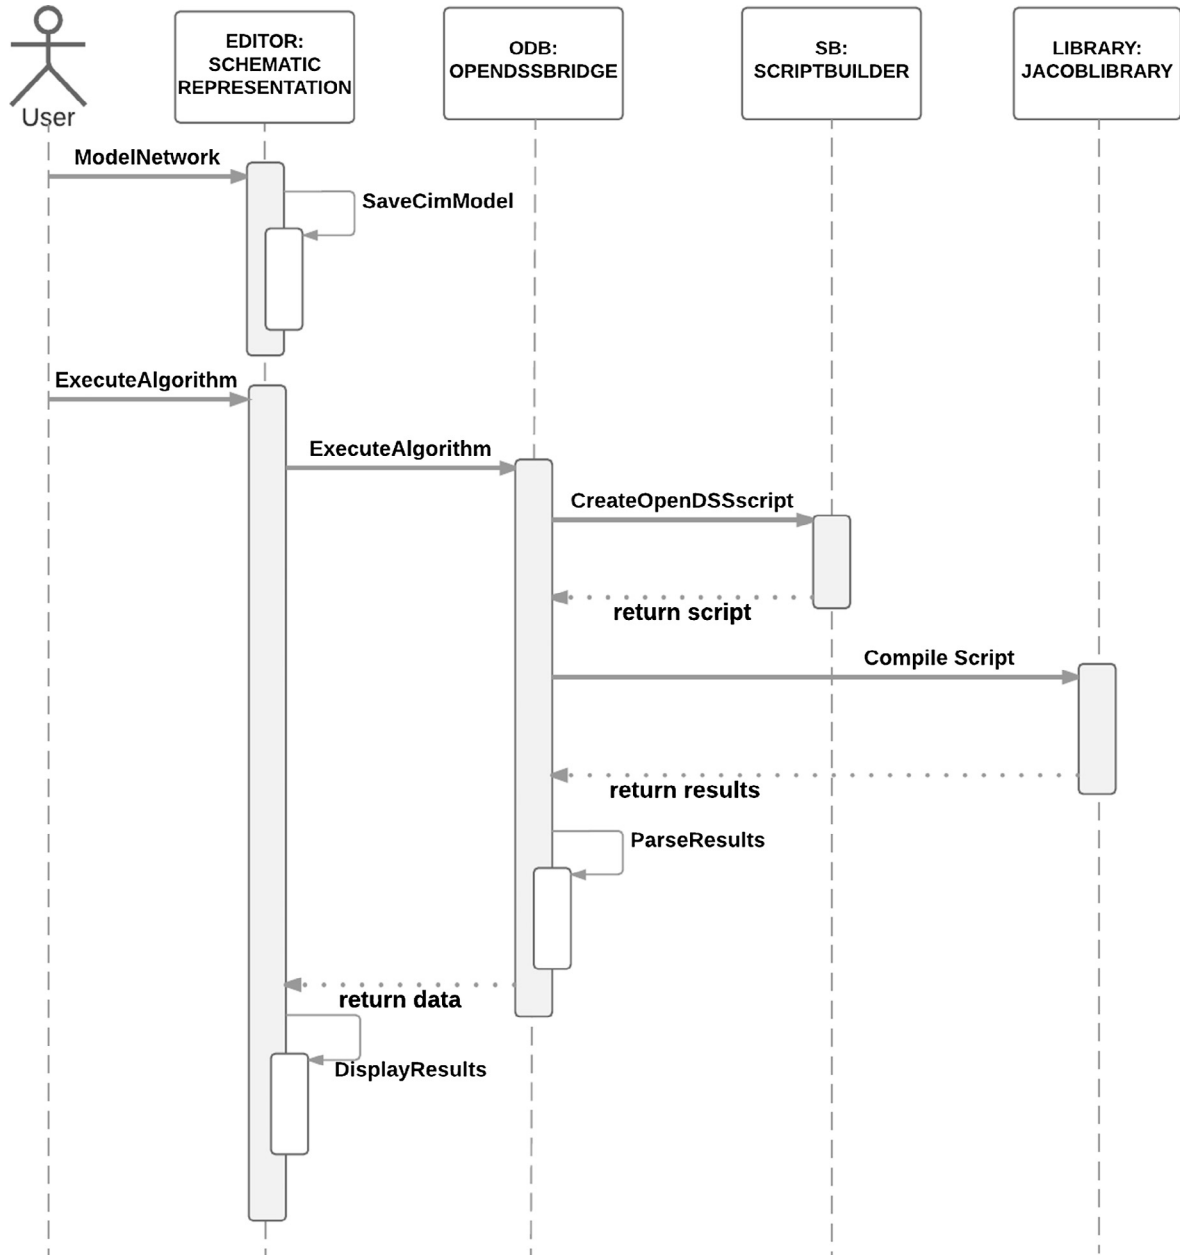 User
EDITOR:
SCHEMATIC
REPRESENTATION
ODB:
OPENDSSBRIDGE
SB:
SCRIPTBUILDER
LIBRARY:
JACOBLIBRARY
ModelNetwork
SaveCimModel
ExecuteAlgorithm
ExecuteAlgorithm
CreateOpenDSSscript
return script
Compile Script
return results
ParseResults
return data
DisplayResults